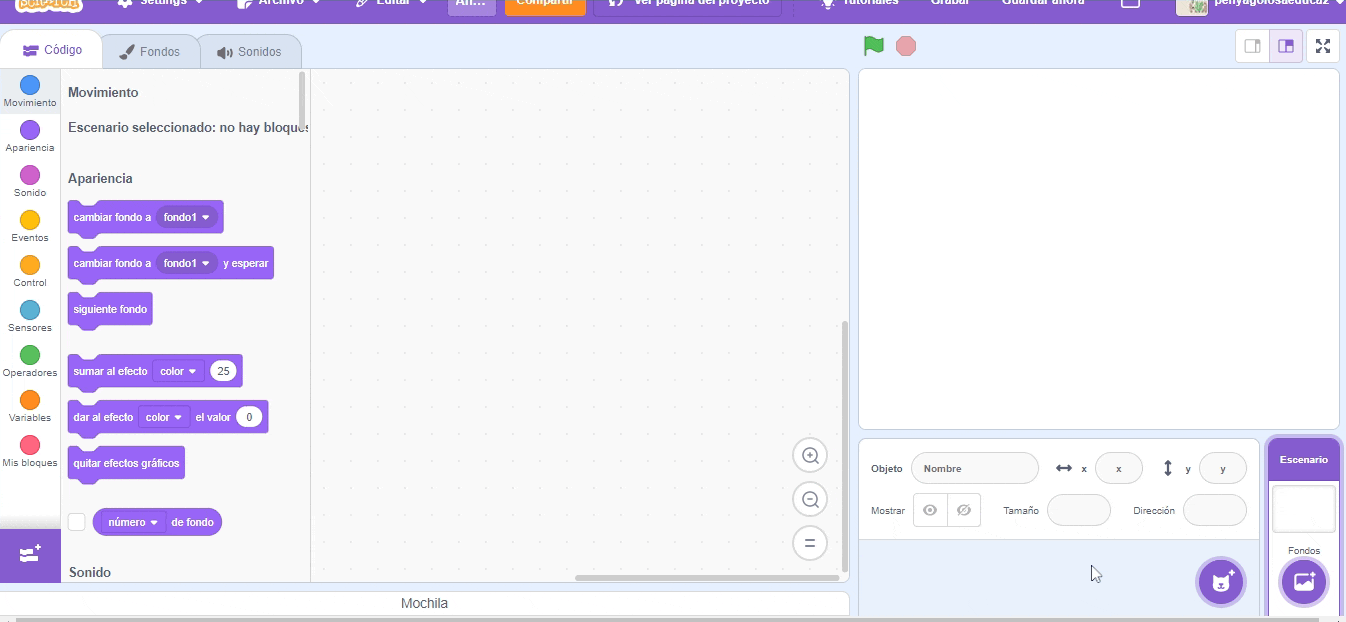 SCRATCH
Settings Archivo Editar Compartir Ver página del proyecto Tutoriales Grabar Guardar ahora
Código Fondos Sonidos
Movimiento
Apariencia
Sonido
Eventos
Control
Sensores
Operadores
Variables
Mis bloques
Movimiento
Escenario seleccionado: no hay bloques
Apariencia
cambiar fondo a fondo1
cambiar fondo a fondo1 y esperar
siguiente fondo
sumar al efecto color 25
dar al efecto color el valor 0
quitar efectos gráficos
número de fondo
Sonido
Mochila
Objeto Nombre x x y y
Mostrar Tamaño Dirección
Escenario
Fondos